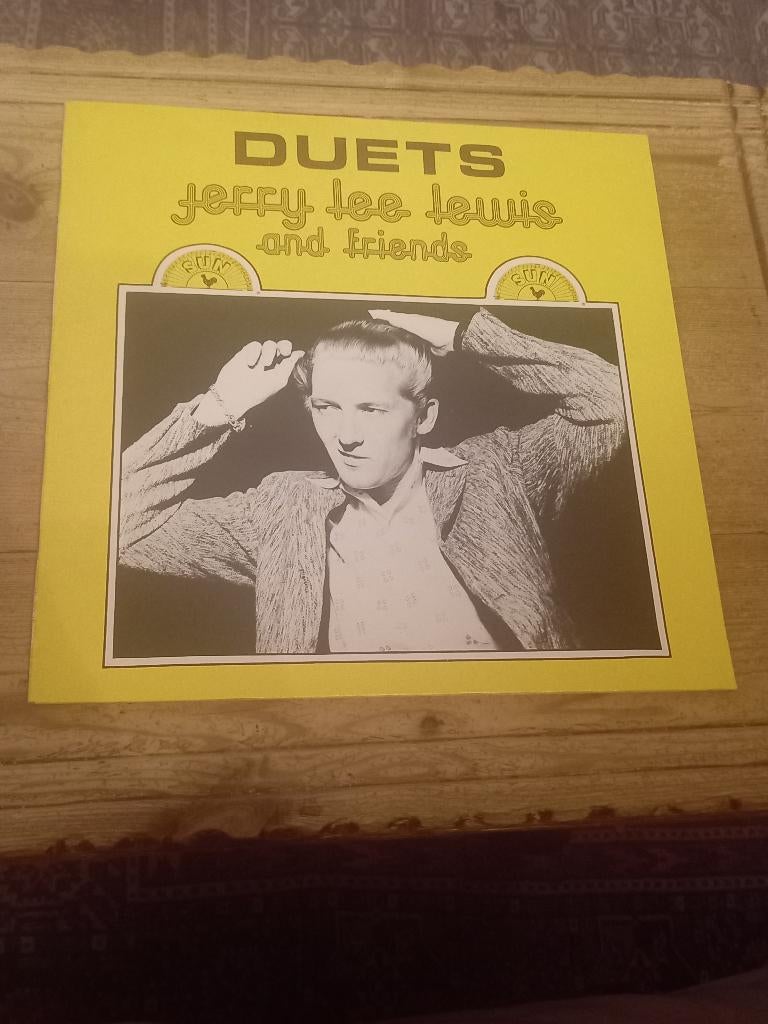 DUETS
jerry lee lewis
and friends
SUN
SUN